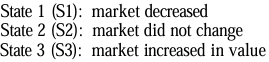 State 1 (S1): market decreased
State 2 (S2): market did not change
State 3 (S3): market increased in value